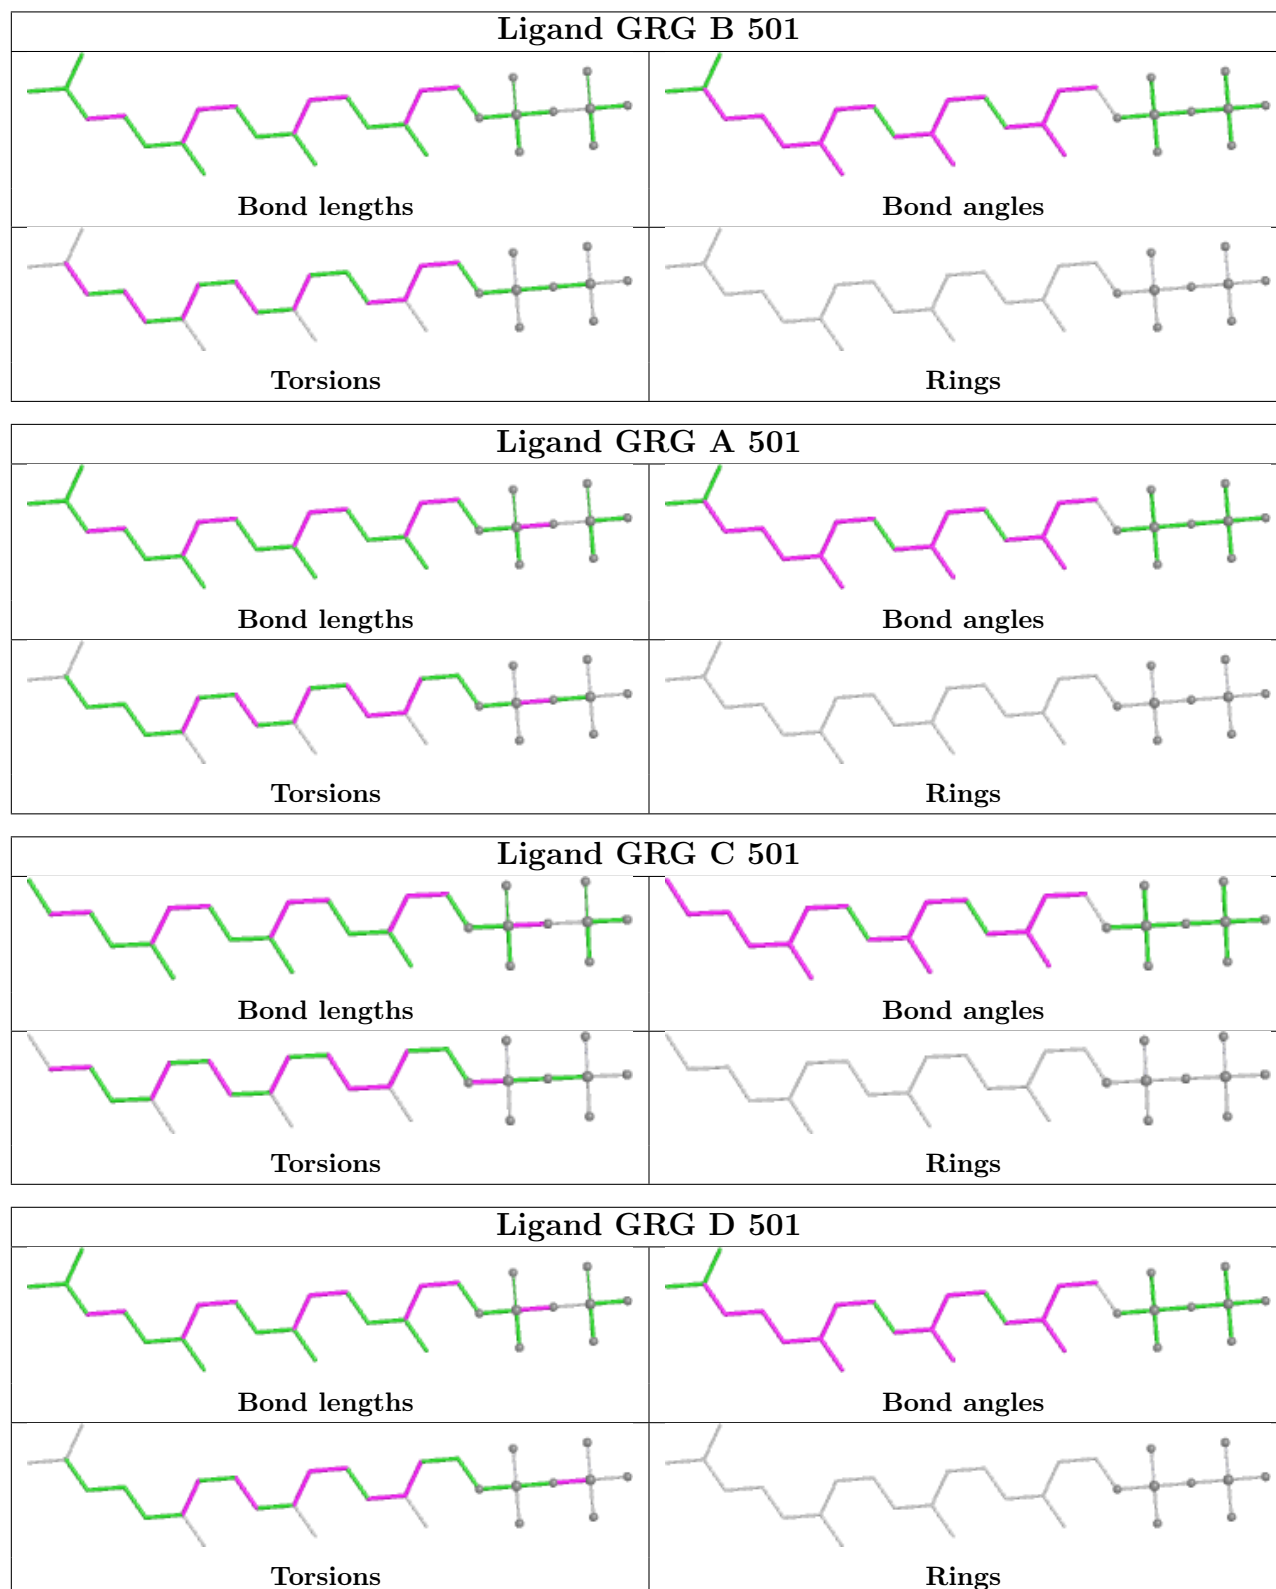 Ligand GRG B 501
Bond lengths
Bond angles
Torsions
Rings
Ligand GRG A 501
Bond lengths
Bond angles
Torsions
Rings
Ligand GRG C 501
Bond lengths
Bond angles
Torsions
Rings
Ligand GRG D 501
Bond lengths
Bond angles
Torsions
Rings